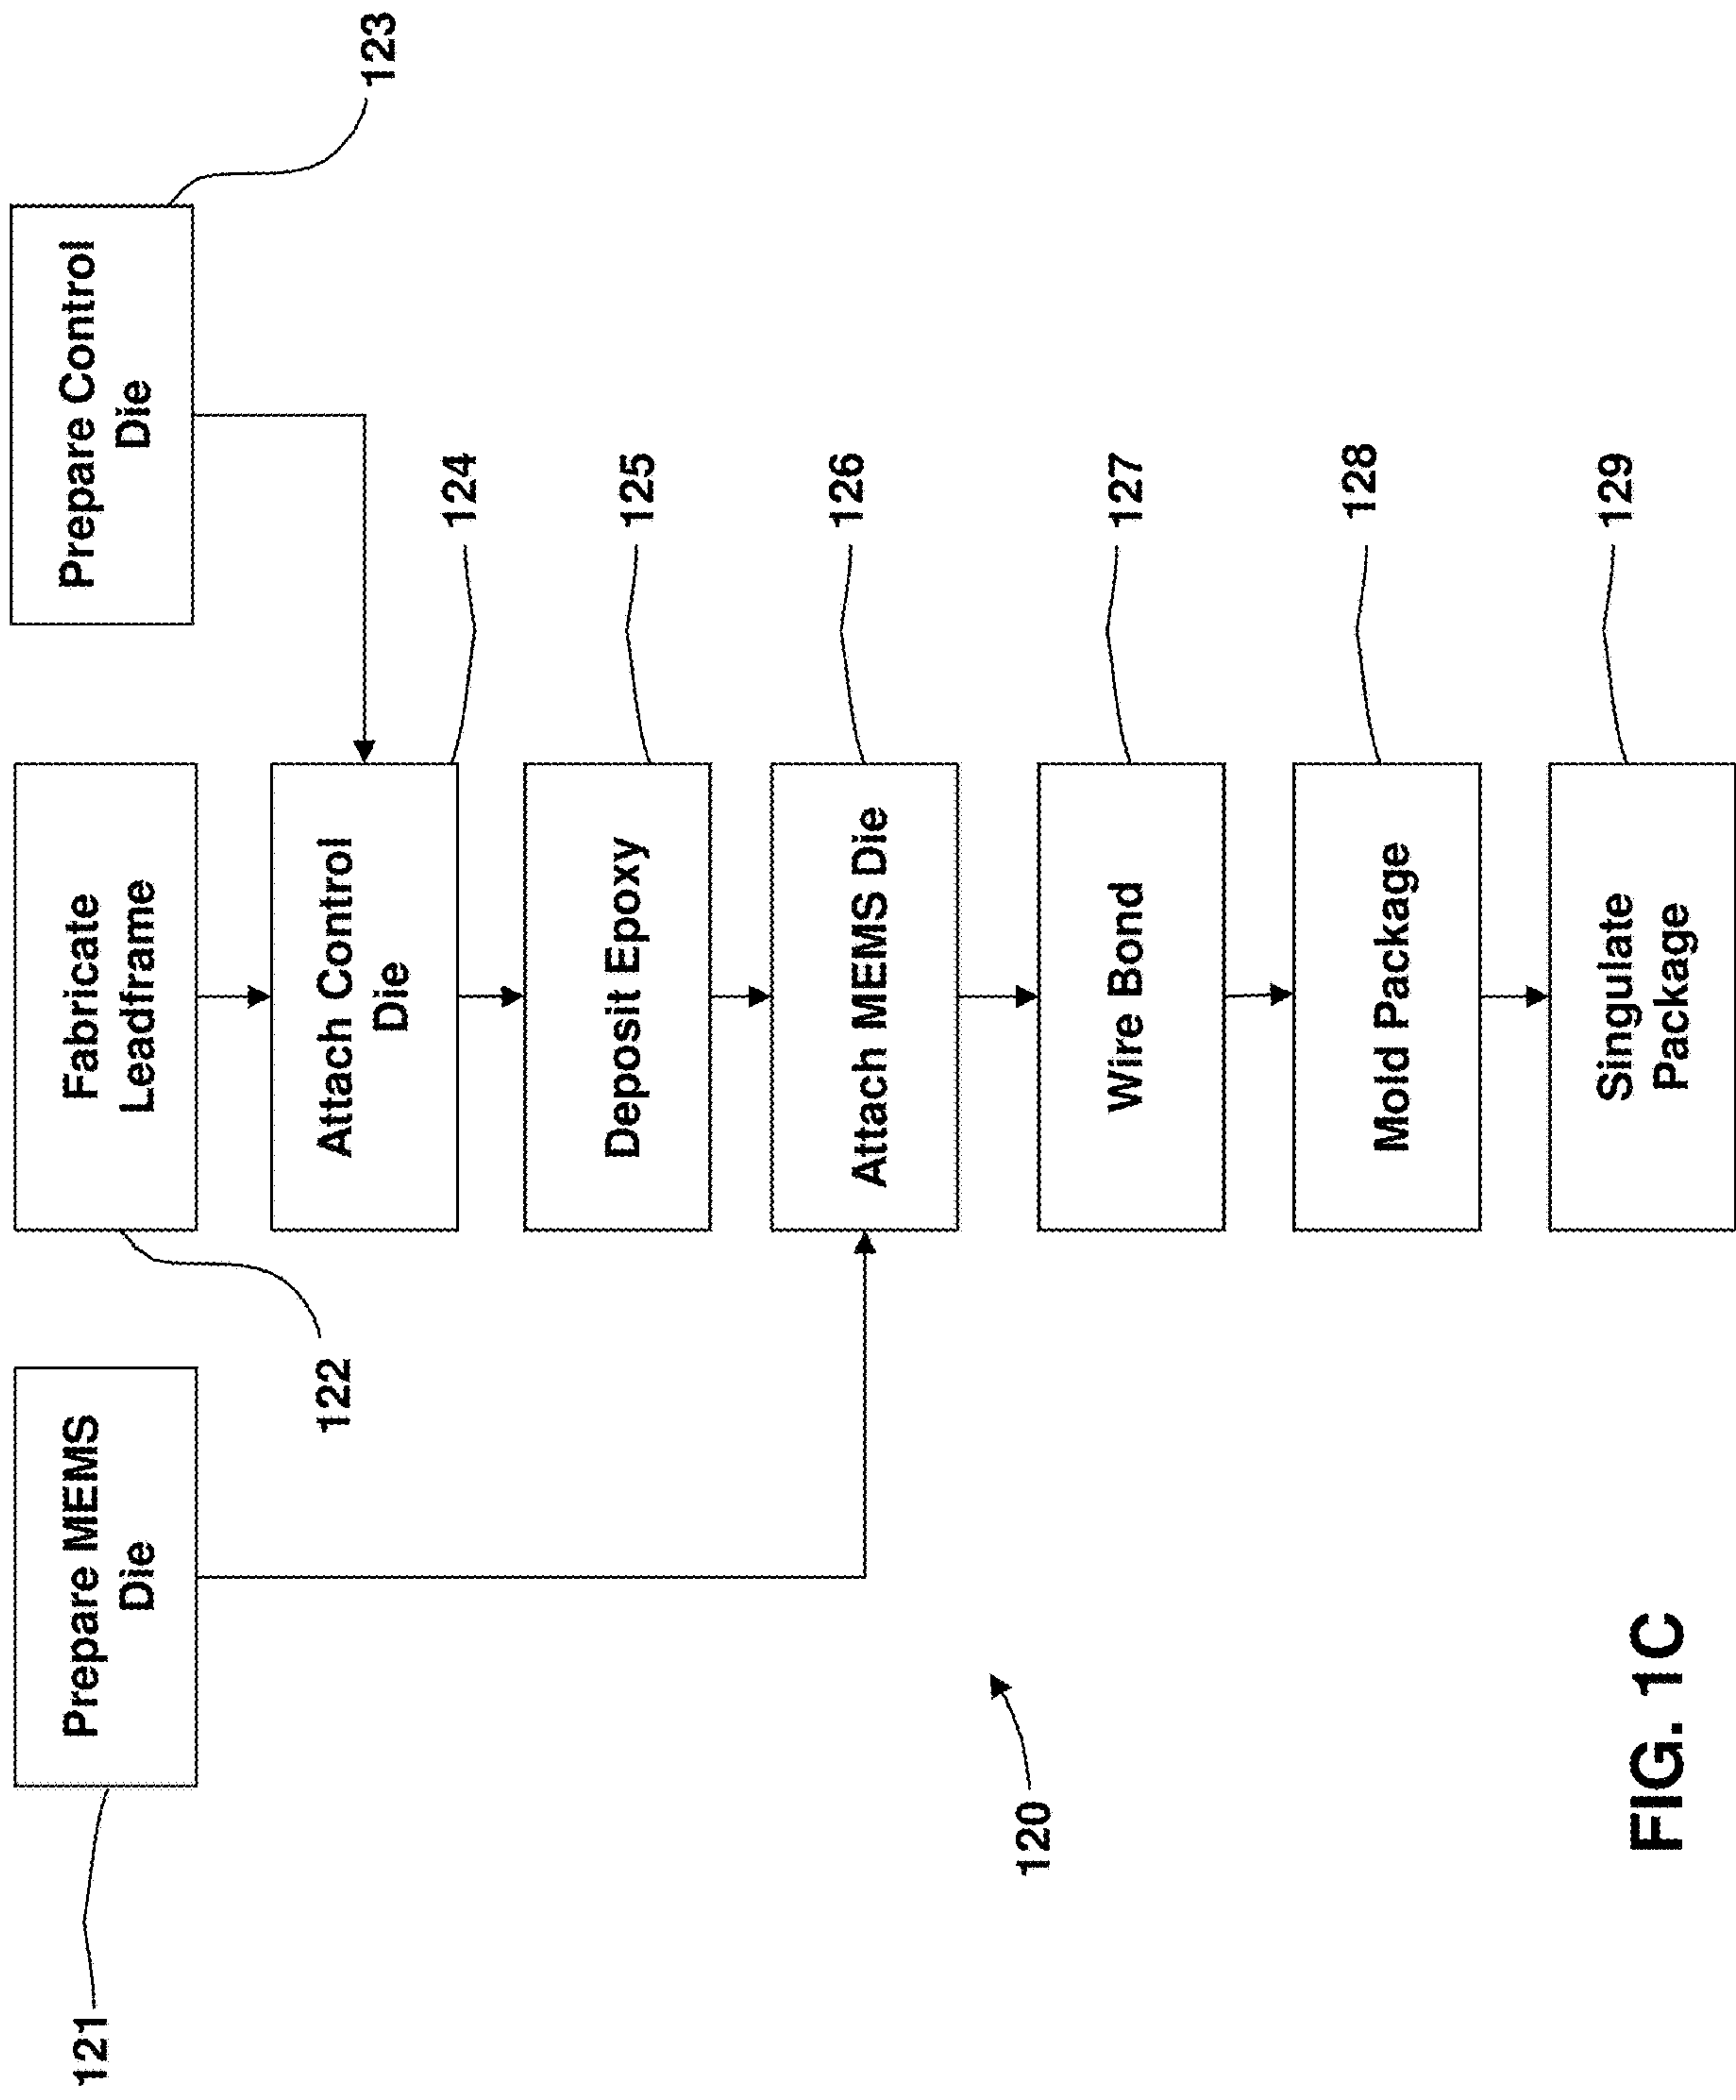 121
Prepare MEMS
Die
122
Fabricate
Leadframe
Prepare Control
Die
123
Attach Control
Die
124
Deposit Epoxy
125
Attach MEMS Die
126
120
Wire Bond
127
Mold Package
128
Singulate
Package
129
FIG. 1C